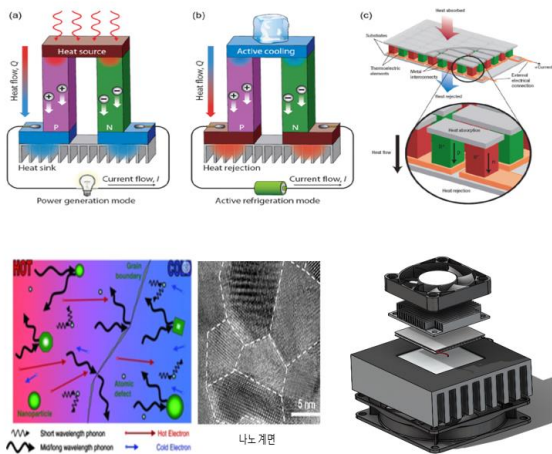 (a)
Heat source
Heat flow, Q
P
N
Heat sink
Current flow, I
Power generation mode
(b)
Active cooling
Heat flow, Q
P
N
Heat rejection
Current flow, I
Active refrigeration mode
(c)
Heat absorbed
Substrates
Thermoelectric
elements
Metal
interconnects
+Current
External
electrical
connection
Heat rejected
Heat absorption
Heat flow
Heat rejection
HOT
COLD
Grain
boundary
Atomic
defect
Nanoparticle
Short wavelength phonon
Hot Electron
Mid/long wavelength phonon
Cold Electron
5 nm
나노 계면